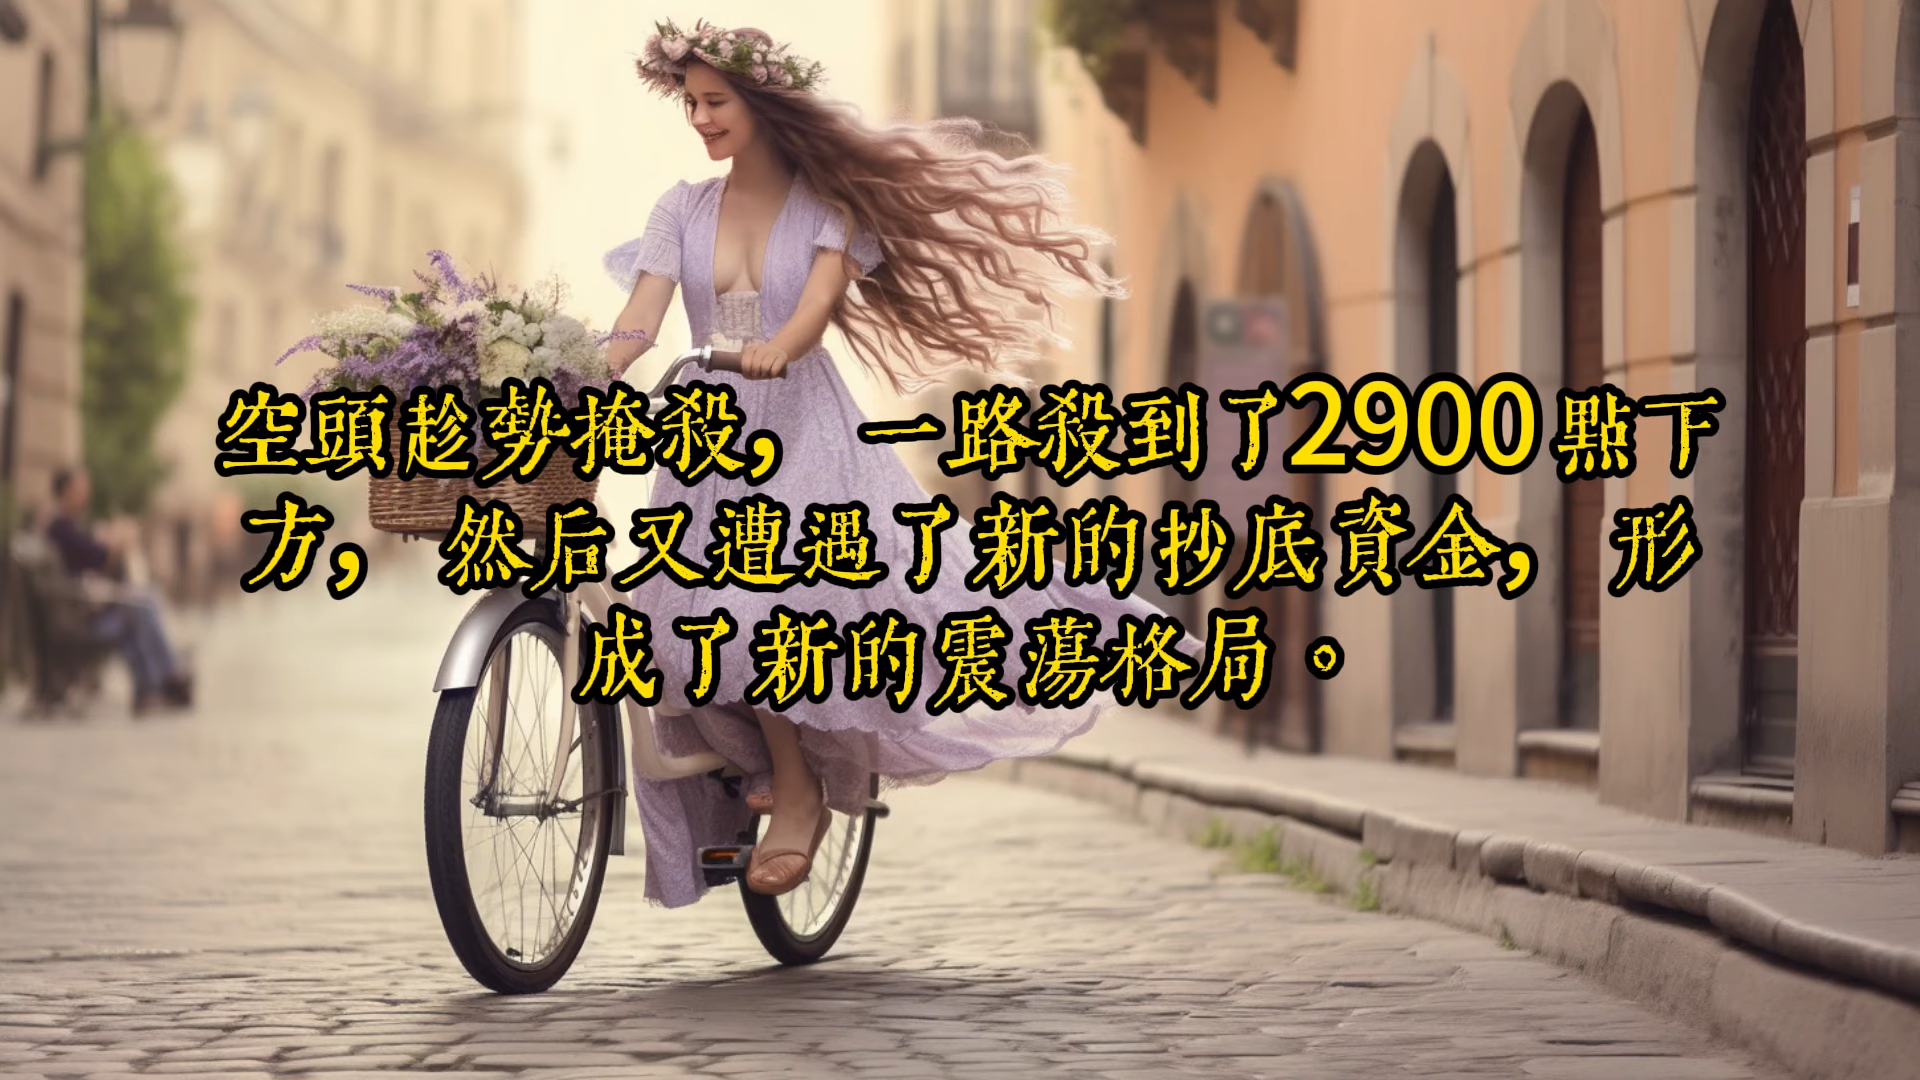 空頭趁勢掩殺，一路殺到了2900點下
方，然后又遭遇了新的抄底資金，形
成了新的震蕩格局。